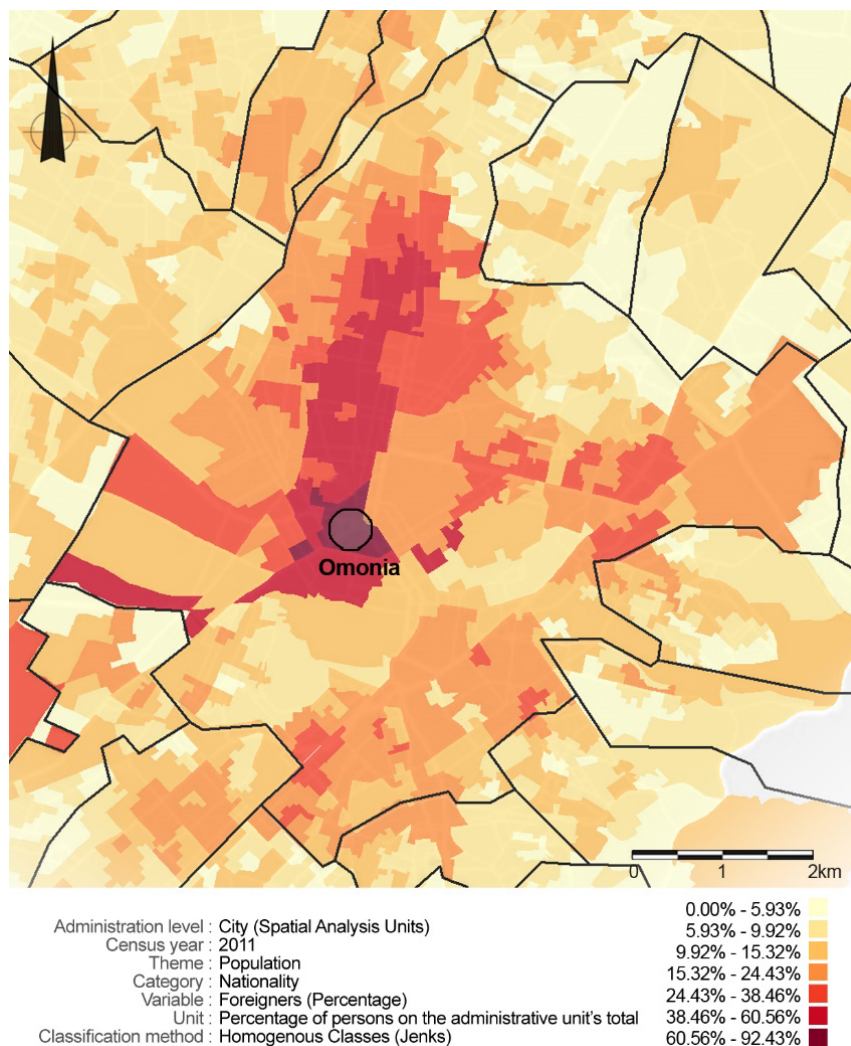 Omonia
0 1 2km
Administration level : City (Spatial Analysis Units)
Census year : 2011
Theme : Population
Category : Nationality
Variable : Foreigners (Percentage)
Unit : Percentage of persons on the administrative unit's total
Classification method : Homogenous Classes (Jenks)
0.00% - 5.93%
5.93% - 9.92%
9.92% - 15.32%
15.32% - 24.43%
24.43% - 38.46%
38.46% - 60.56%
60.56% - 92.43%